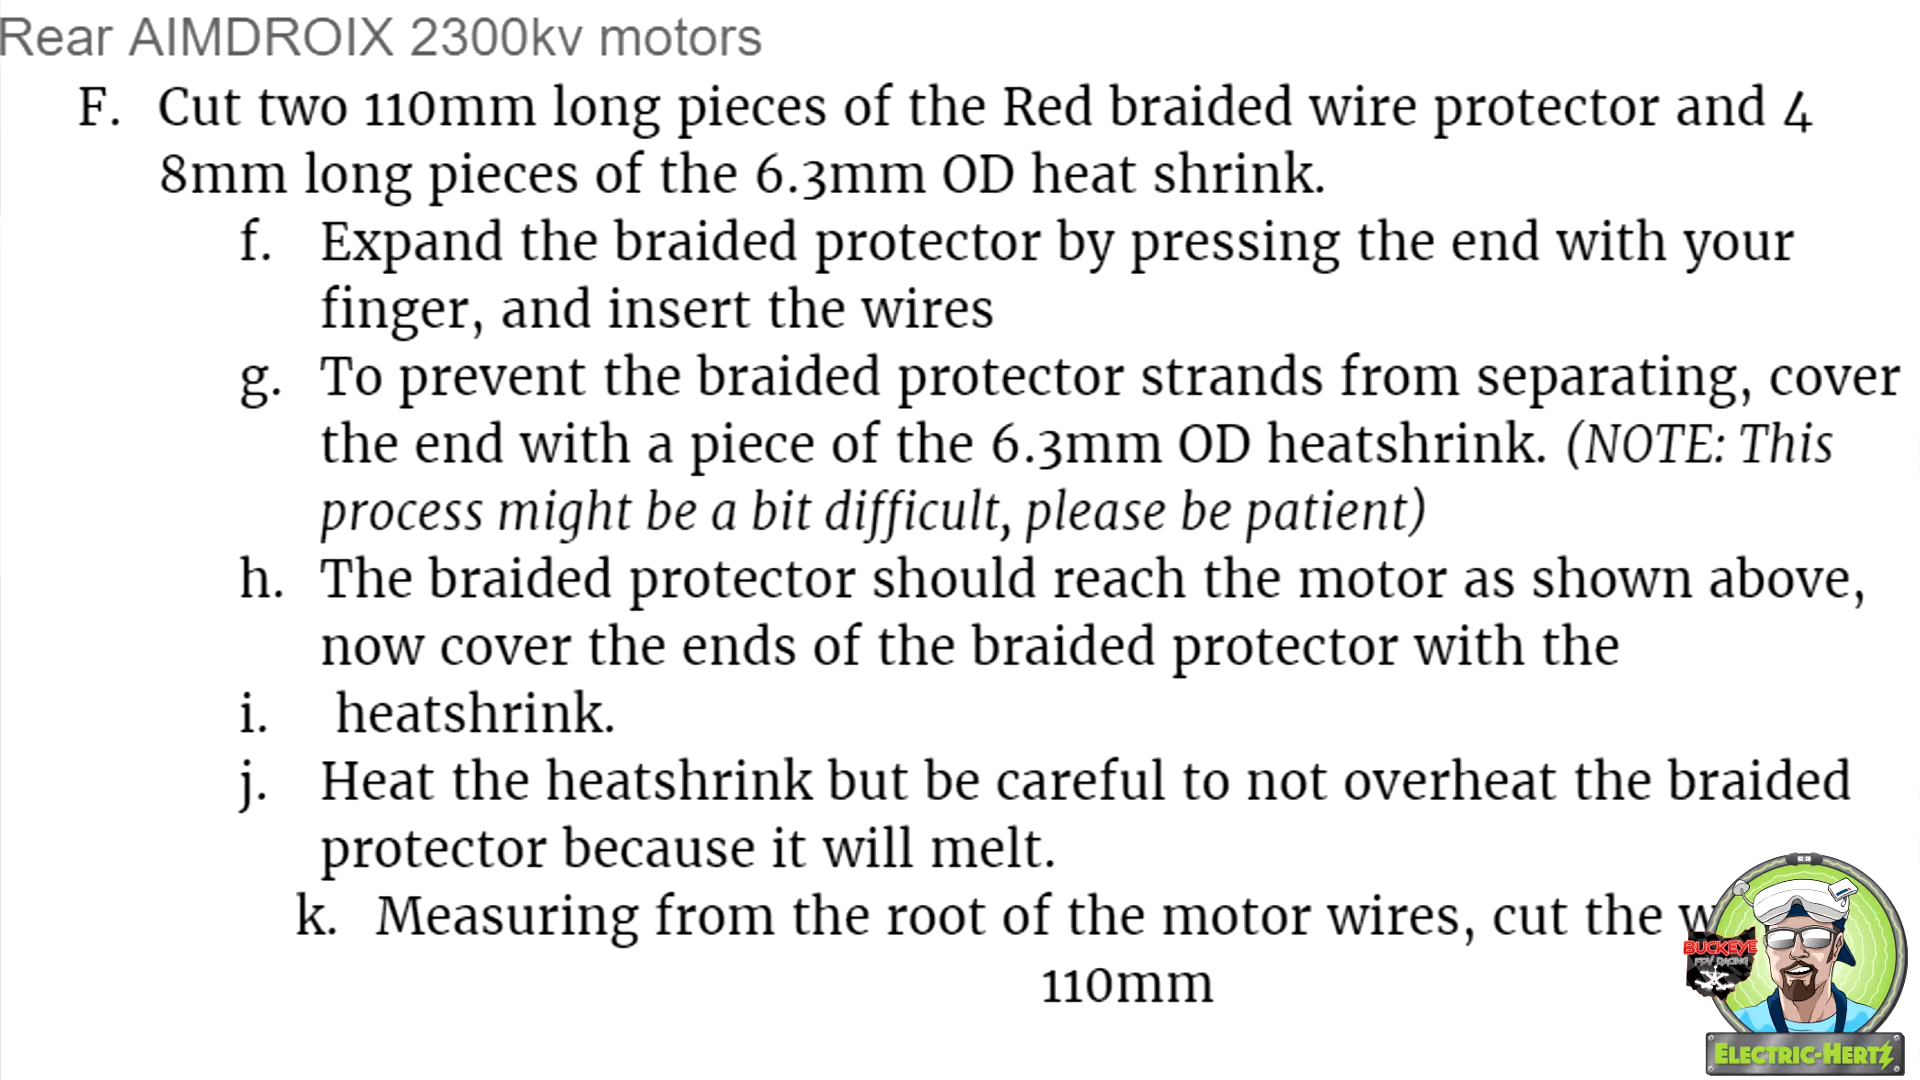 Rear AIMDROIX 2300kv motors
F. Cut two 110mm long pieces of the Red braided wire protector and 4
8mm long pieces of the 6.3mm OD heat shrink.
f. Expand the braided protector by pressing the end with your
finger, and insert the wires
g. To prevent the braided protector strands from separating, cover
the end with a piece of the 6.3mm OD heatshrink. (NOTE: This
process might be a bit difficult, please be patient)
h. The braided protector should reach the motor as shown above,
now cover the ends of the braided protector with the
i. heatshrink.
j. Heat the heatshrink but be careful to not overheat the braided
protector because it will melt.
k. Measuring from the root of the motor wires, cut the
110mm
BUCKEYE
FPV RACING
ELECTRIC-HERTZ